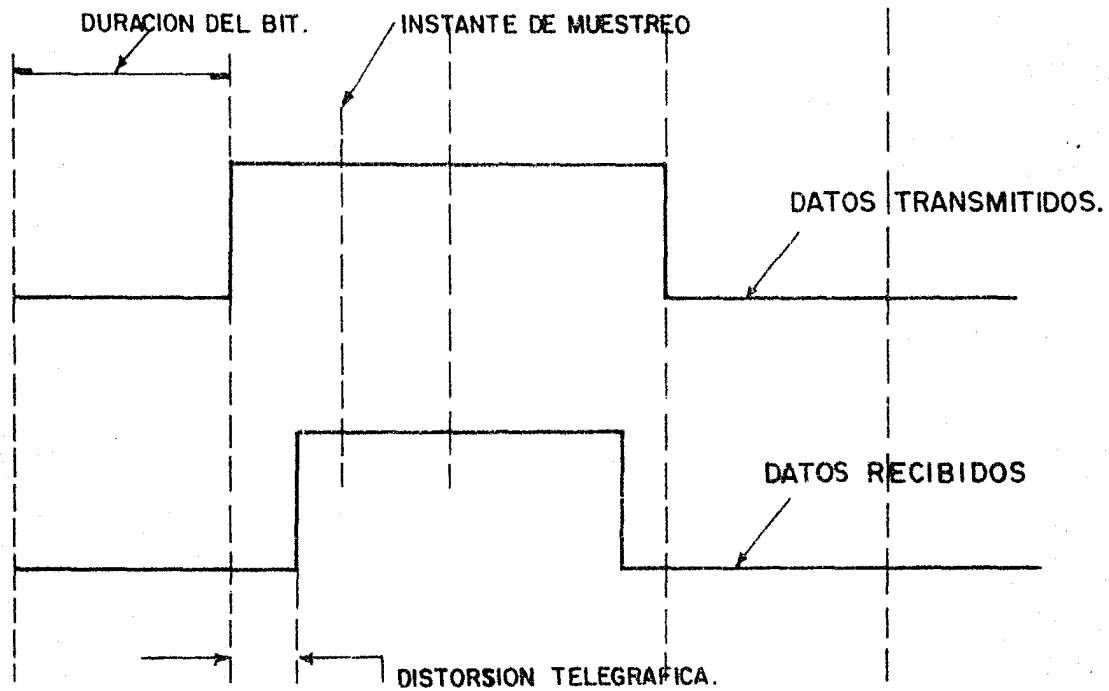 DURACION DEL BIT.
INSTANTE DE MUESTREO
DATOS TRANSMITIDOS.
DATOS RECIBIDOS
DISTORSION TELEGRAFICA.